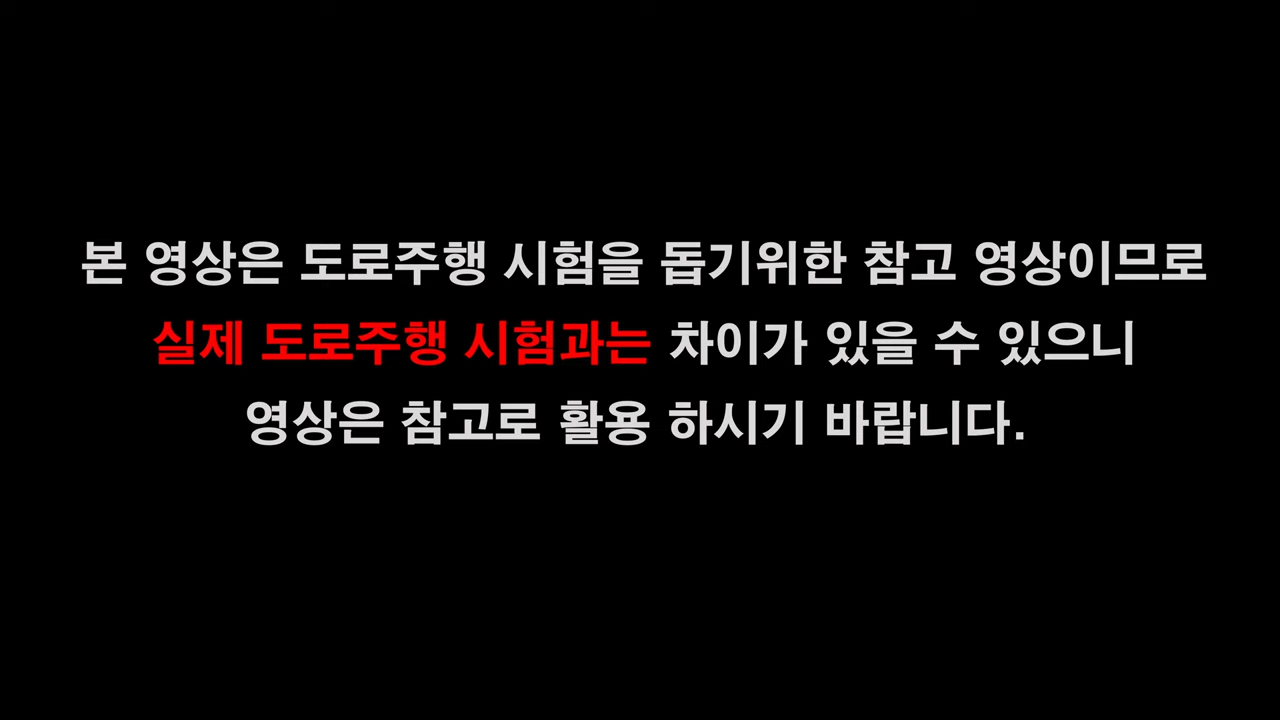 본 영상은 도로주행 시험을 돕기위한 참고 영상이므로
실제 도로주행 시험과는 차이가 있을 수 있으니
영상은 참고로 활용 하시기 바랍니다.